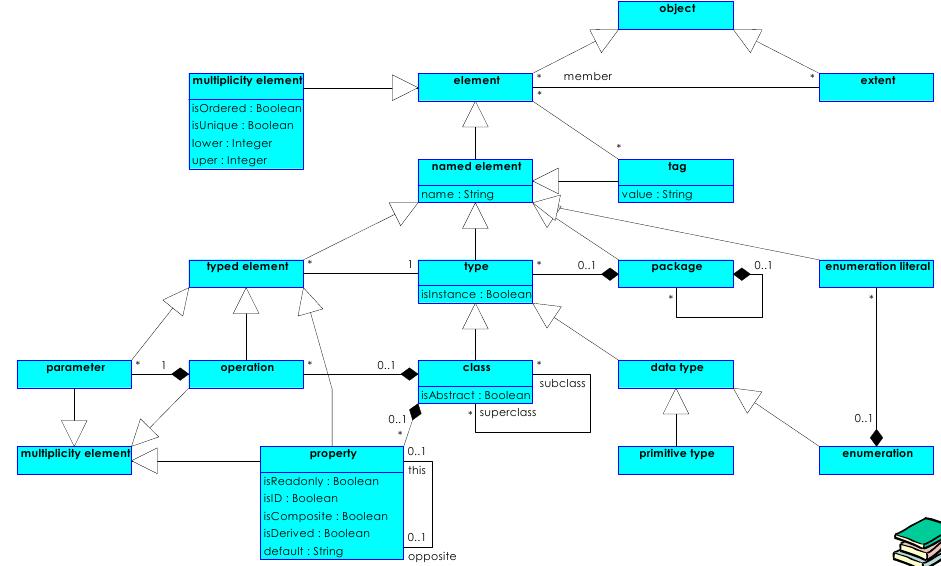 object
multiplicity element
isOrdered : Boolean
isUnique : Boolean
lower : Integer
uper : Integer
element
* member *
*
extent
*
named element
name : String
tag
value : String
typed element
* 1
type
isInstance : Boolean
* 0..1
package
0..1
*
enumeration literal
*
parameter
* 1
operation
* 0..1
class
isAbstract : Boolean
*
subclass
* superclass
0..1
*
data type
0..1
multiplicity element
property
isReadonly : Boolean
isID : Boolean
isComposite : Boolean
isDerived : Boolean
default : String
0..1
this
0..1
opposite
primitive type
enumeration